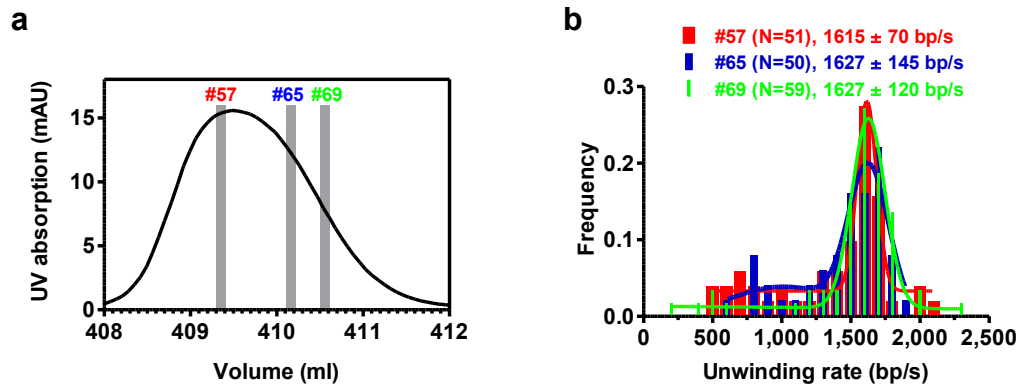 a
#57
#65
#69
15
10
5
0
UV absorption (mAU)
408
409
410
411
412
Volume (ml)
b
#57 (N=51), 1615 ± 70 bp/s
#65 (N=50), 1627 ± 145 bp/s
#69 (N=59), 1627 ± 120 bp/s
0.3
0.2
0.1
0.0
Frequency
0
500
1,000
1,500
2,000
2,500
Unwinding rate (bp/s)